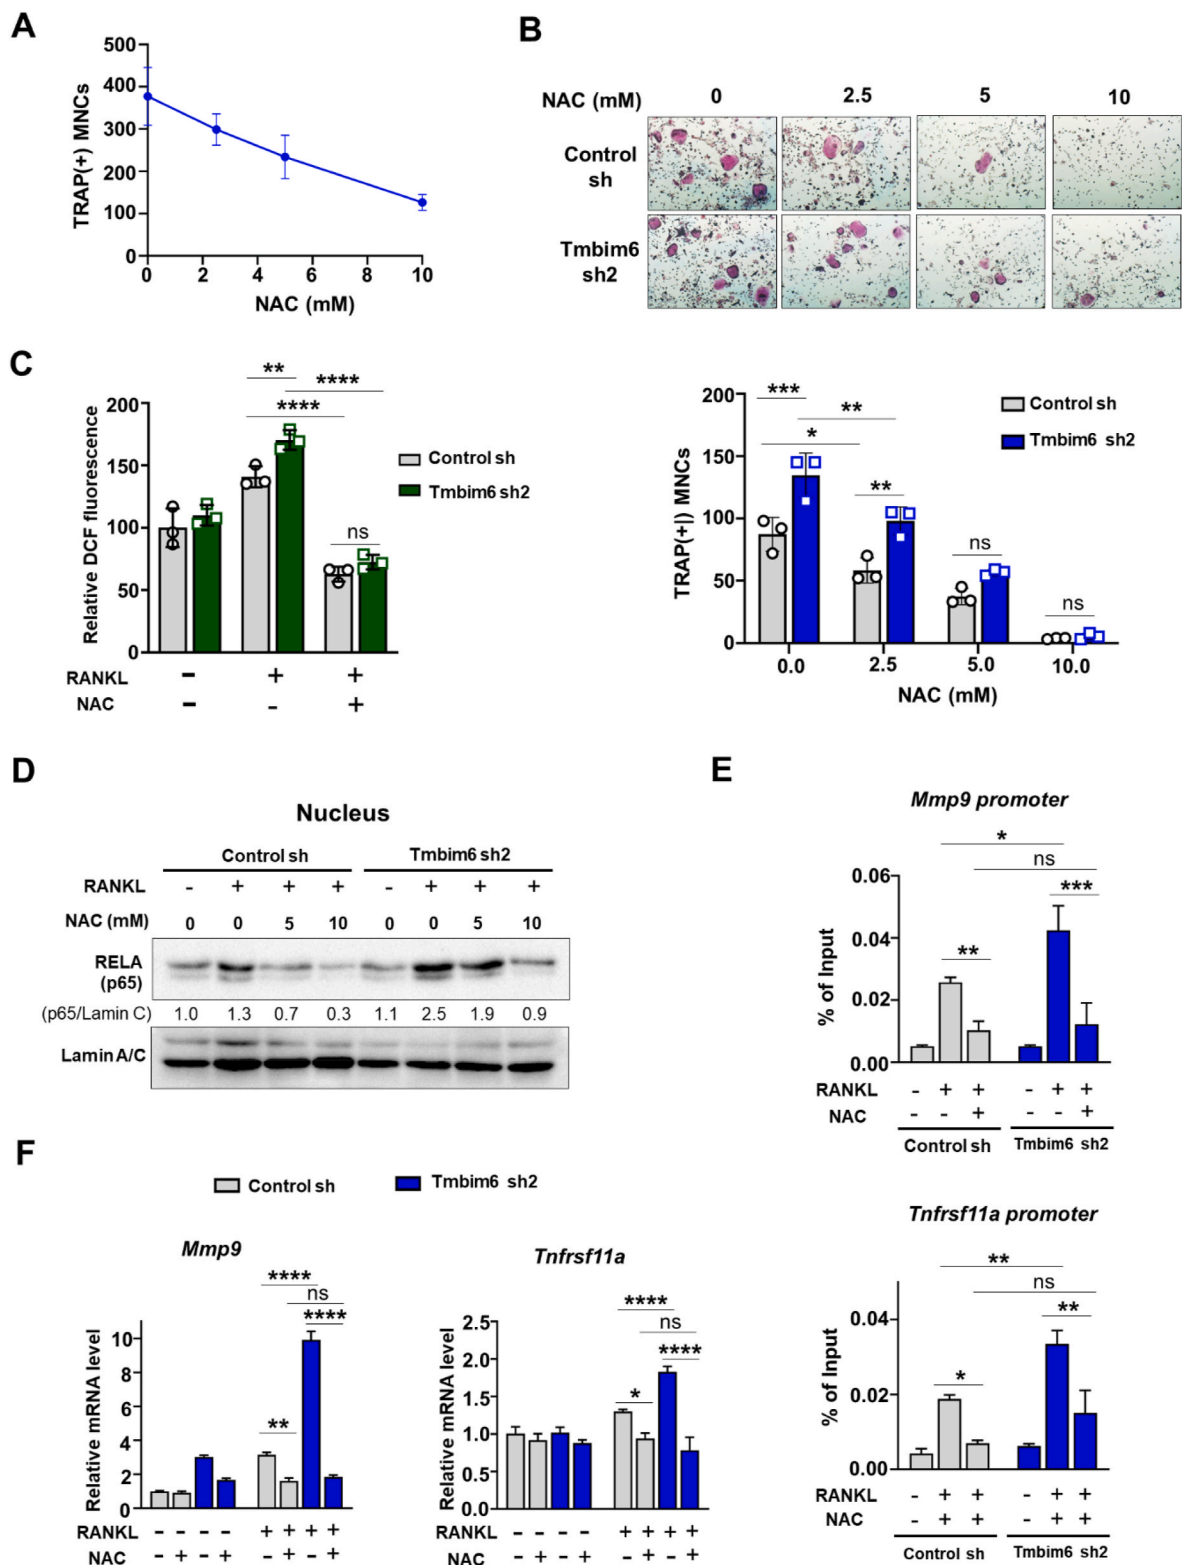 A
500
400
300
200
100
0
TRAP(+) MNCs
0 2 4 6 8 10
NAC (mM)
B
NAC (mM) 0 2.5 5 10
Control
sh
Tmbim6
sh2
C
** ****
****
ns
200
150
100
50
0
Relative DCF fluorescence
Control sh
Tmbim6 sh2
RANKL - + +
NAC - - +
*** **
*
**
ns
ns
200
150
100
50
0
TRAP(+|) MNCs
Control sh
Tmbim6 sh2
0.0 2.5 5.0 10.0
NAC (mM)
D
Nucleus
Control sh Tmbim6 sh2
RANKL - + + + - + + +
NAC (mM) 0 0 5 10 0 0 5 10
RELA
(p65)
(p65/Lamin C) 1.0 1.3 0.7 0.3 1.1 2.5 1.9 0.9
Lamin A/C
E
Mmp9 promoter
*
ns
***
**
0.06
0.04
0.02
0.00
% of Input
RANKL - + + - + +
NAC - - + - - +
Control sh Tmbim6 sh2
Tnfrsf11a promoter
**
ns
**
*
0.04
0.02
0.00
% of Input
RANKL - + + - + +
NAC - + + - + +
Control sh Tmbim6 sh2
F
Control sh Tmbim6 sh2
Mmp9
****
ns
****
**
10
8
6
4
2
0
Relative mRNA level
RANKL - - - - + + + +
NAC - + - + - + - +
Tnfrsf11a
****
ns
****
*
2.5
2.0
1.5
1.0
0.5
0.0
Relative mRNA level
RANKL - - - - + + + +
NAC - + - + - + - +